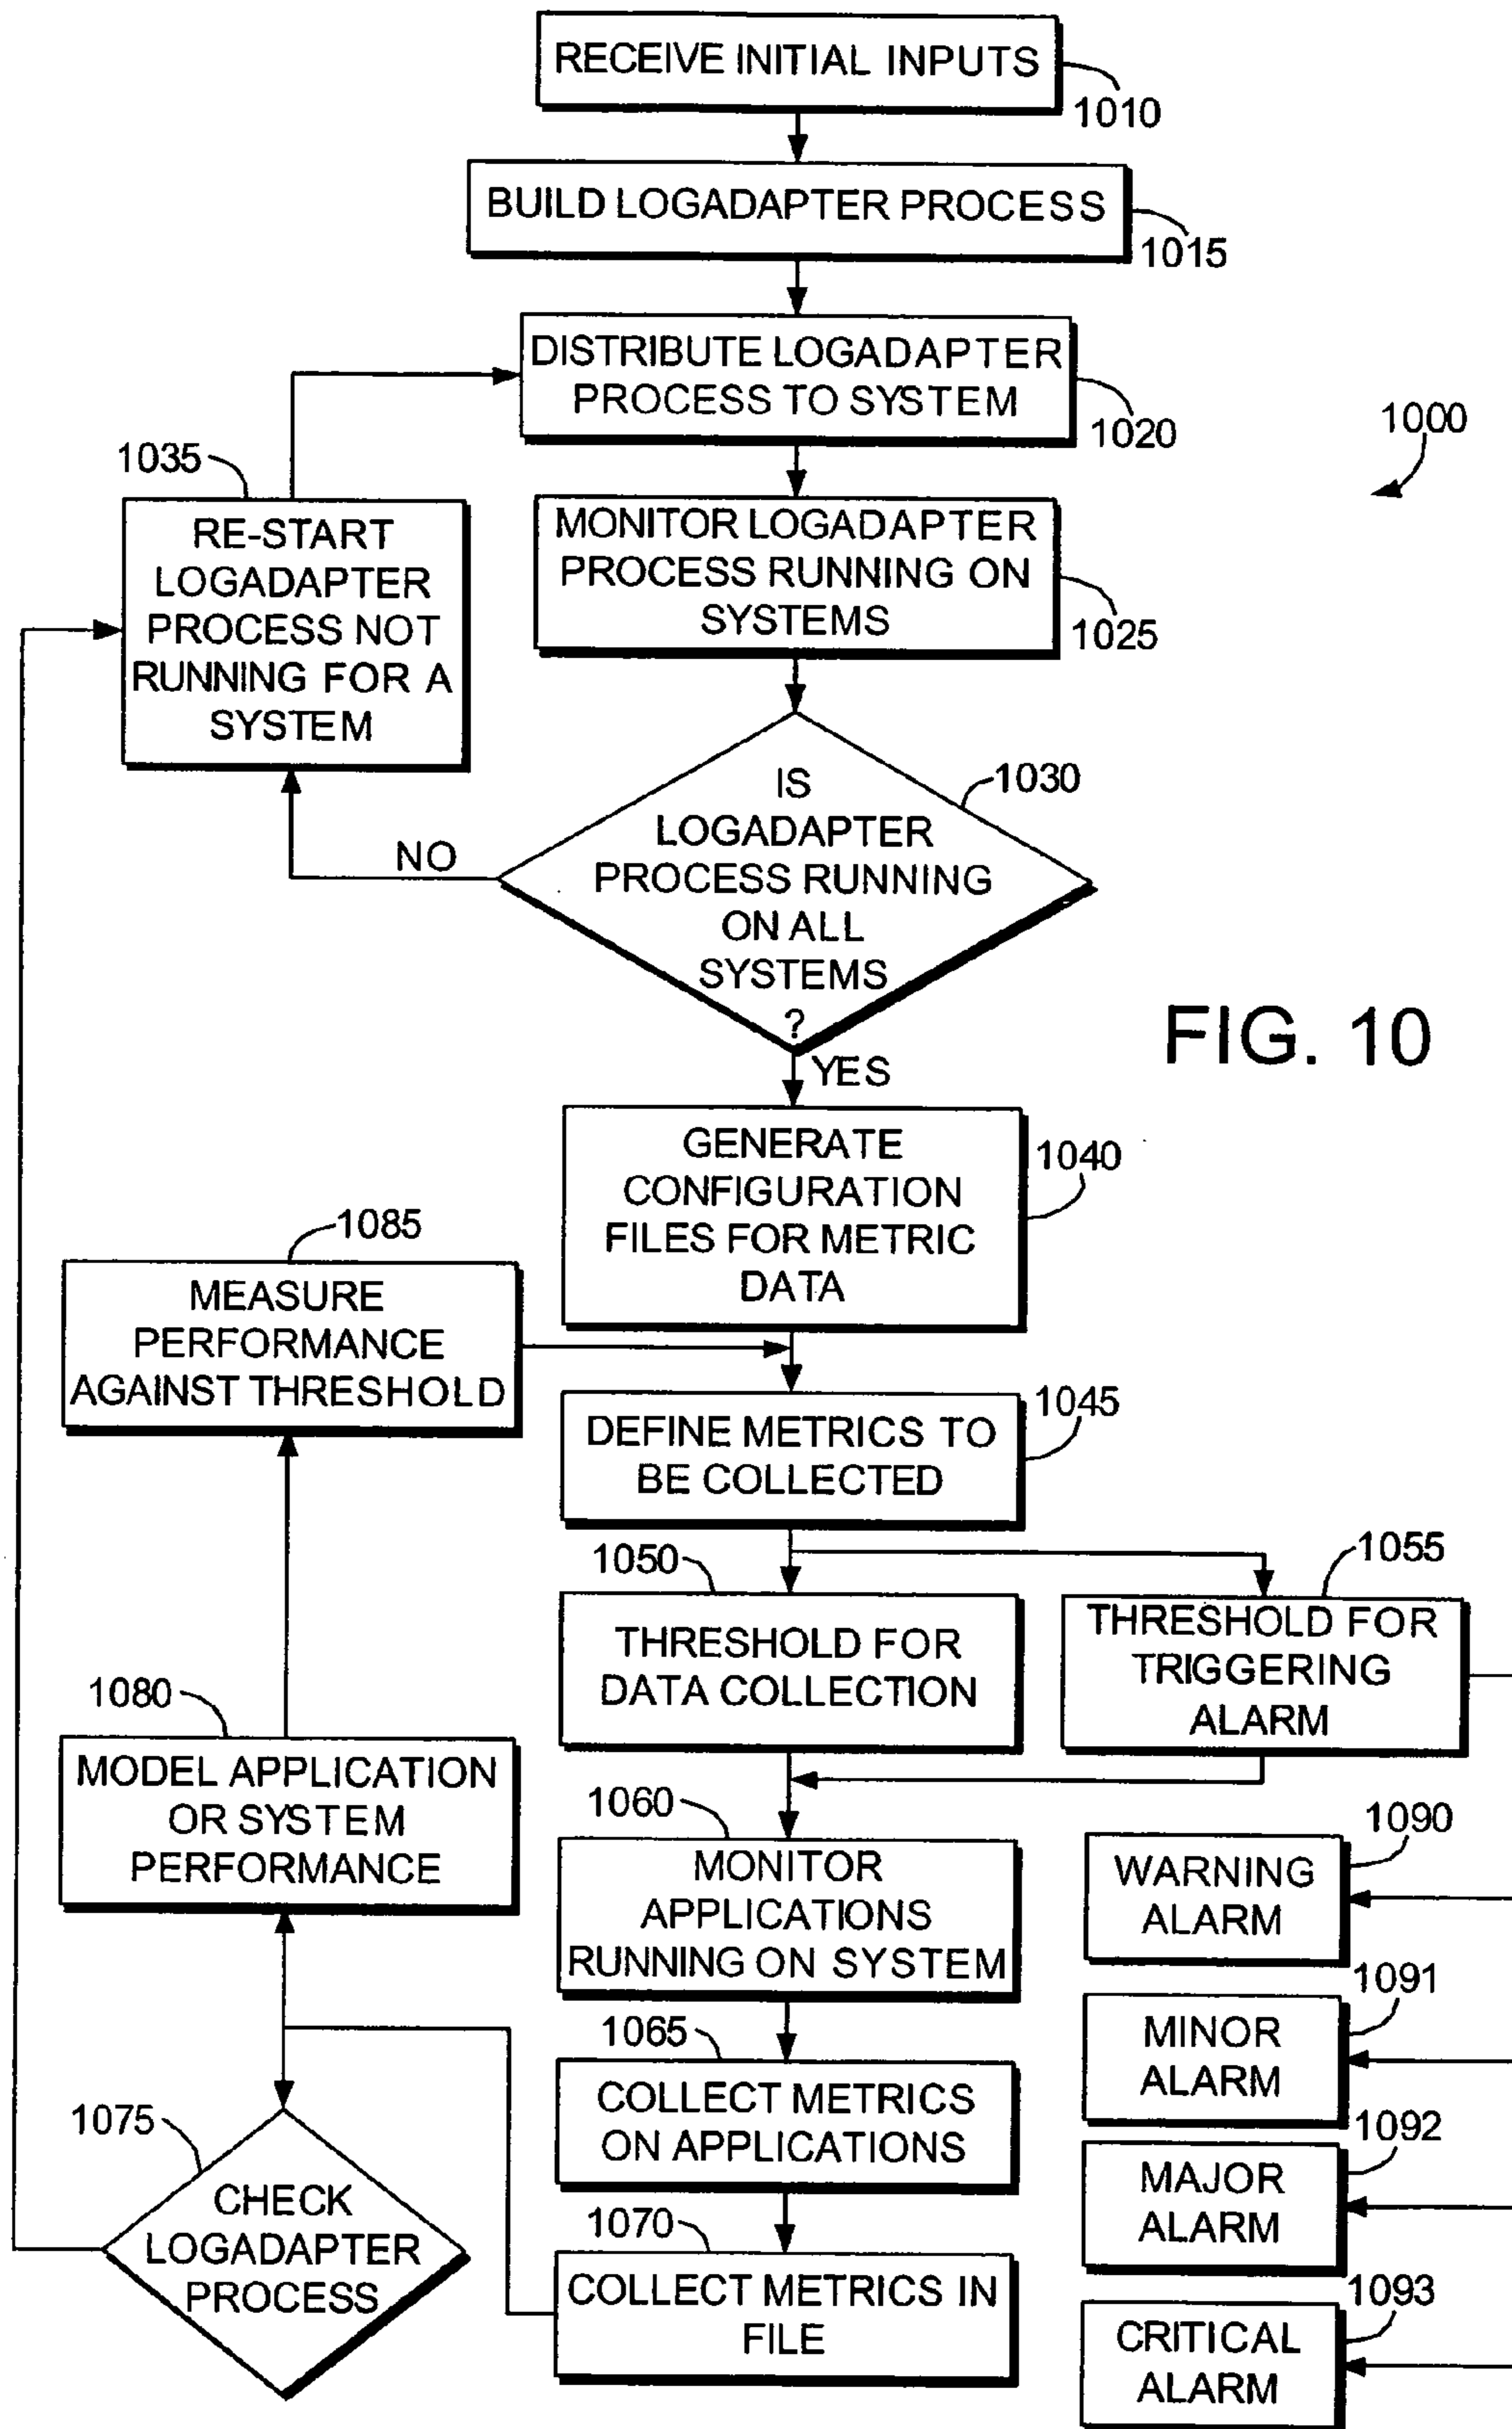 RECEIVE INITIAL INPUTS
1010
BUILD LOGADAPTER PROCESS
1015
DISTRIBUTE LOGADAPTER
PROCESS TO SYSTEM
1020
1000
1035
RE-START
LOGADAPTER
PROCESS NOT
RUNNING FOR A
SYSTEM
MONITOR LOGADAPTER
PROCESS RUNNING ON
SYSTEMS
1025
IS
LOGADAPTER
PROCESS RUNNING
ON ALL
SYSTEMS
?
1030
NO
YES
FIG. 10
GENERATE
CONFIGURATION
FILES FOR METRIC
DATA
1040
1085
MEASURE
PERFORMANCE
AGAINST THRESHOLD
DEFINE METRICS TO
BE COLLECTED
1045
1050
THRESHOLD FOR
DATA COLLECTION
1055
THRESHOLD FOR
TRIGGERING
ALARM
1080
MODEL APPLICATION
OR SYSTEM
PERFORMANCE
1060
MONITOR
APPLICATIONS
RUNNING ON SYSTEM
1090
WARNING
ALARM
1065
COLLECT METRICS
ON APPLICATIONS
1091
MINOR
ALARM
1075
CHECK
LOGADAPTER
PROCESS
1070
COLLECT METRICS IN
FILE
1092
MAJOR
ALARM
1093
CRITICAL
ALARM